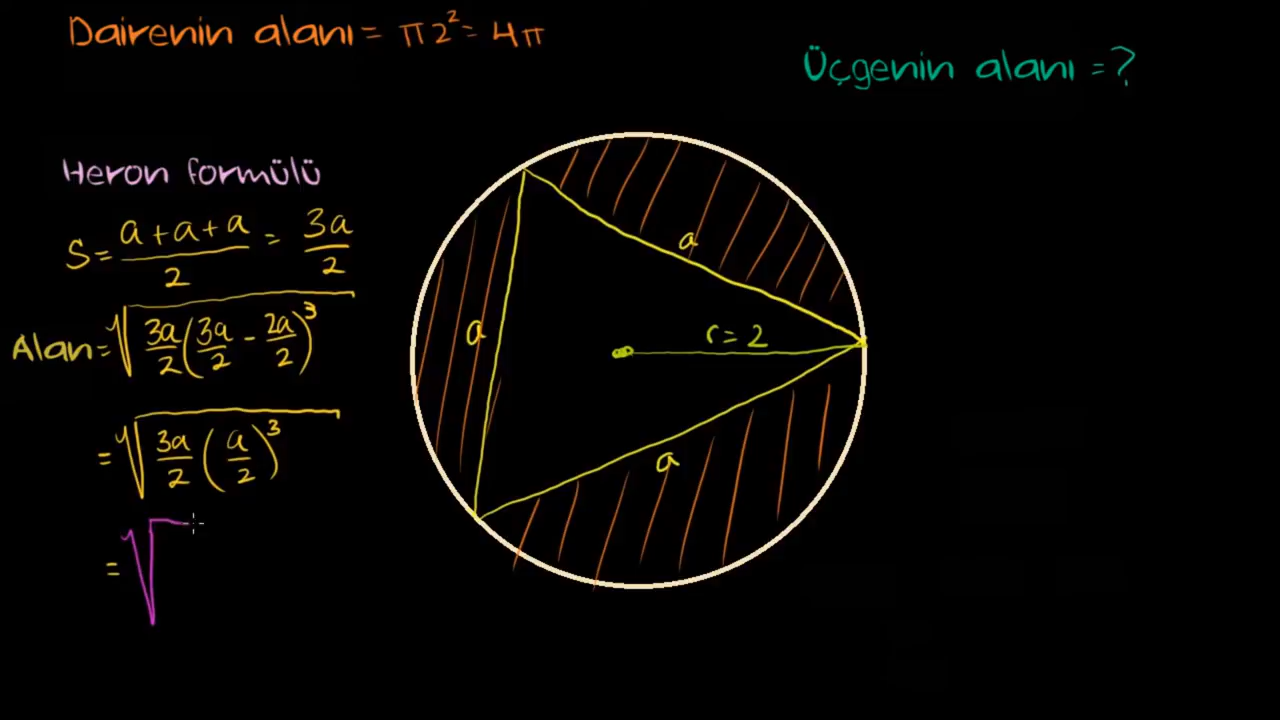 Dairenin alanı = π2² = 4π
Üçgenin alanı = ?
Heron formülü
S = a + a + a / 2 = 3a / 2
Alan = √(3a/2 (3a/2 - 2a/2)³)
= √(3a/2 (a/2)³)
= √
a
a
r = 2
a